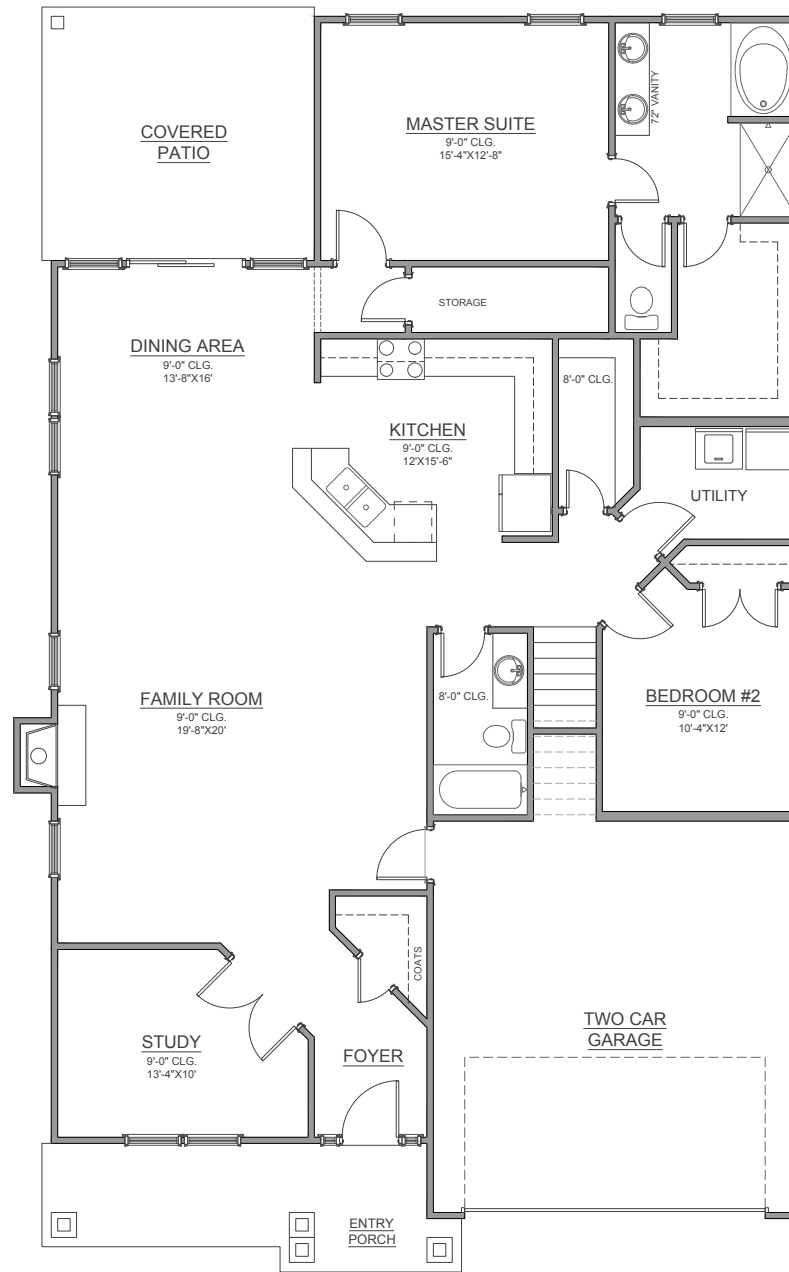 COVERED
PATIO
MASTER SUITE
9'-0" CLG.
15'-4"X12'-8"
72" VANITY
STORAGE
DINING AREA
9'-0" CLG.
13'-8"X16'
KITCHEN
9'-0" CLG.
12'X15'-6"
8'-0" CLG.
UTILITY
FAMILY ROOM
9'-0" CLG.
19'-8"X20'
8'-0" CLG.
BEDROOM #2
9'-0" CLG.
10'-4"X12'
COATS
STUDY
9'-0" CLG.
13'-4"X10'
FOYER
TWO CAR
GARAGE
ENTRY
PORCH